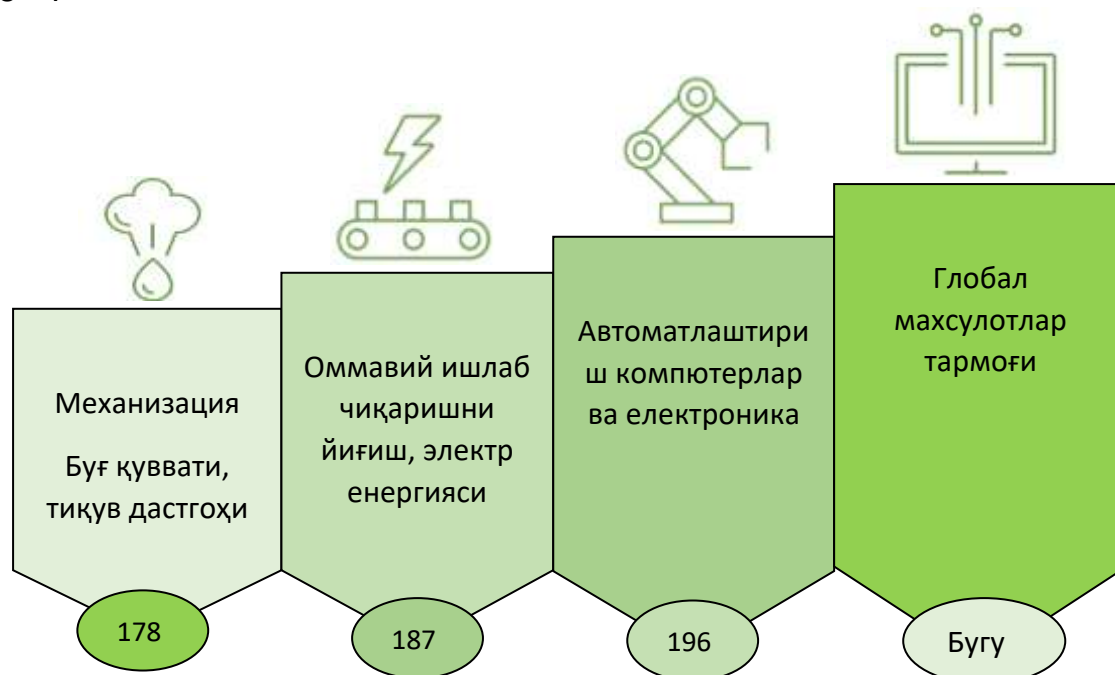 Механизация
Буғ қуввати,
тиқув дастгоҳи
178
Оммавий ишлаб
чиқаришни
йиғиш, электр
енергияси
187
Автоматлаштири
ш компютерлар
ва електроника
196
Глобал
махсулотлар
тармоғи
Бугу